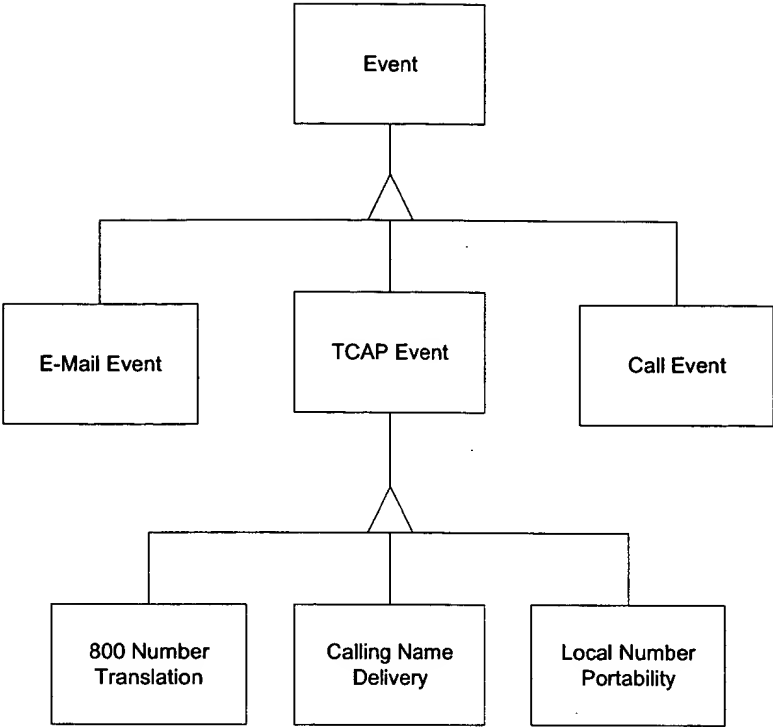 Event
E-Mail Event
TCAP Event
Call Event
800 Number
Translation
Calling Name
Delivery
Local Number
Portability